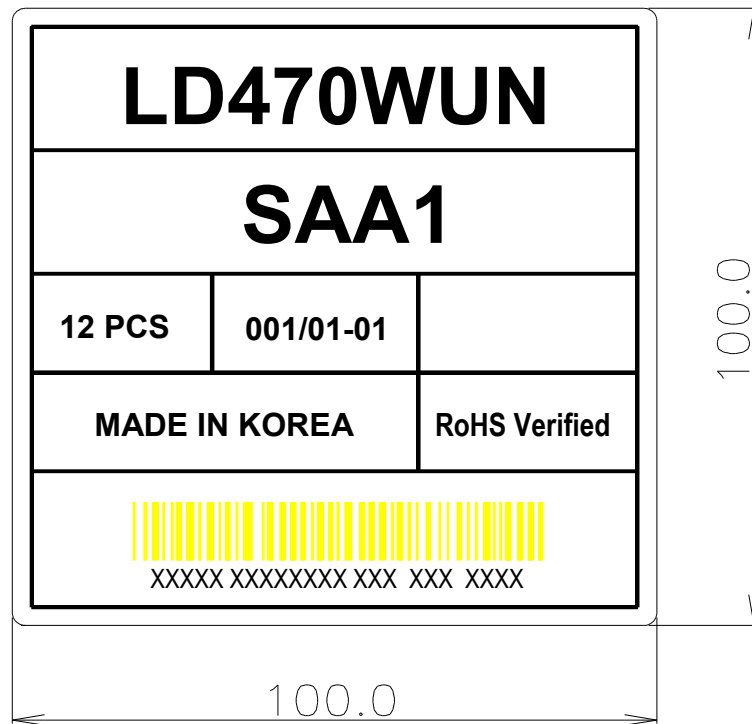 LD470WUN
SAA1
12 PCS 001/01-01
MADE IN KOREA RoHS Verified
XXXXX XXXXXXXX XXX XXX XXXX
100.0
100.0